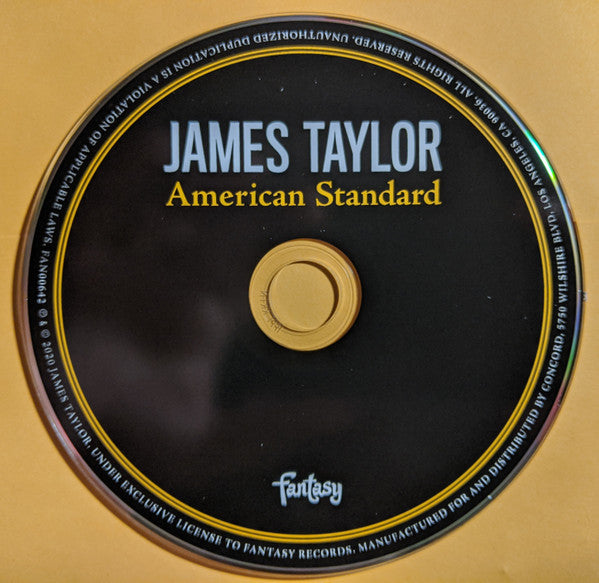 JAMES TAYLOR
American Standard
Fantasy
FAN00642 ℗ & © 2020 JAMES TAYLOR, UNDER EXCLUSIVE LICENSE TO FANTASY RECORDS. MANUFACTURED FOR AND DISTRIBUTED BY CONCORD, 5750 WILSHIRE BLVD, LOS ANGELES, CA 90036. ALL RIGHTS RESERVED. UNAUTHORIZED DUPLICATION IS A VIOLATION OF APPLICABLE LAWS.